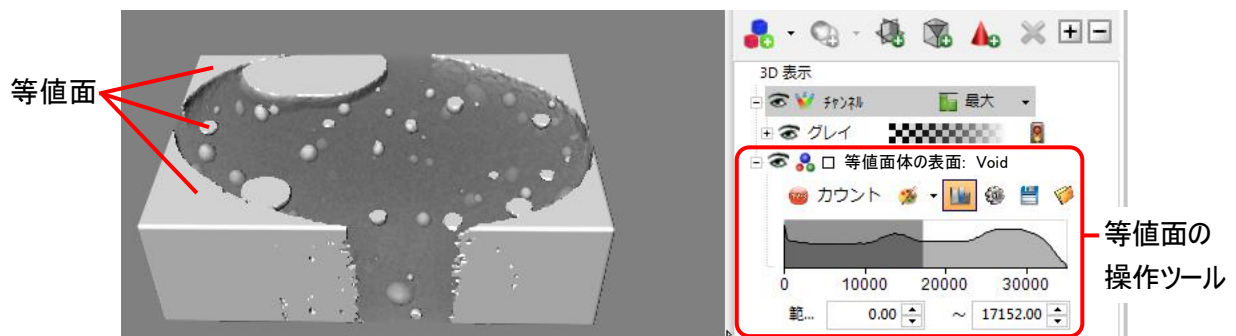 等値面
3D 表示
チャンネル 最大
グレイ
等値面体の表面: Void
カウント
0 10000 20000 30000
範... 0.00 ～ 17152.00
等値面の
操作ツール